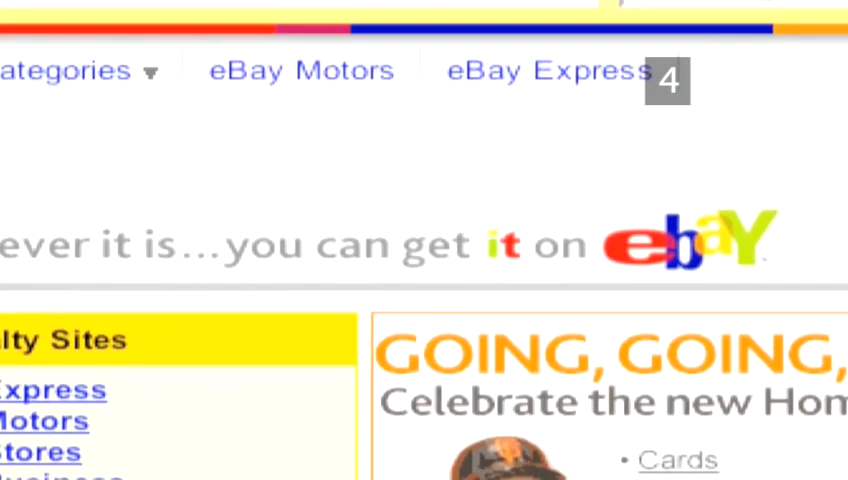 ategories ▼ eBay Motors eBay Express
4
ever it is...you can get it on ebaY
lty Sites
Express
Motors
Stores
GOING, GOING,
Celebrate the new Hom
• Cards